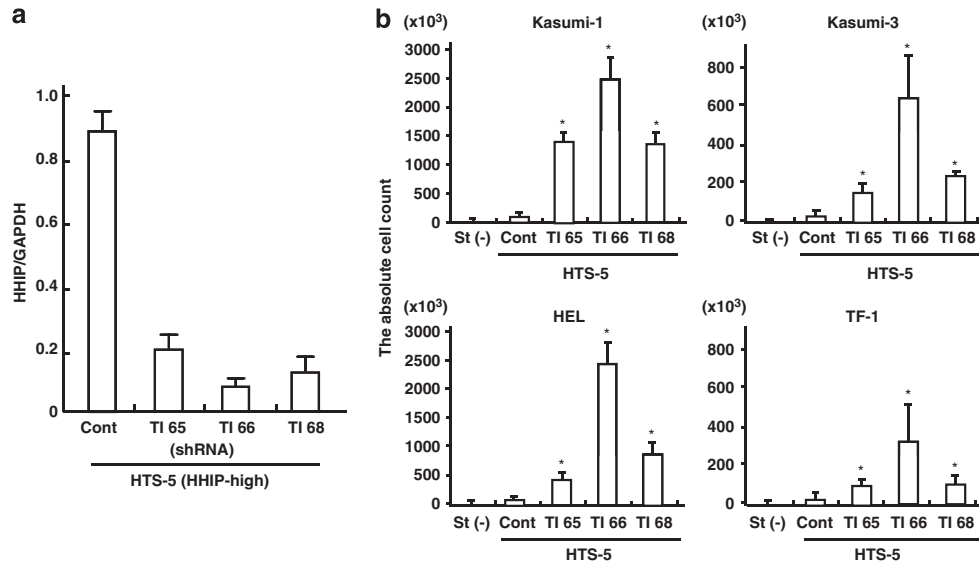 a
HHIP/GAPDH
1.0
0.8
0.6
0.4
0.2
0
Cont TI 65 TI 66 TI 68
(shRNA)
HTS-5 (HHIP-high)
b
The absolute cell count
(x10³) Kasumi-1
3000
2500
2000
1500
1000
500
0
* * *
St (-) Cont TI 65 TI 66 TI 68
HTS-5
(x10³) Kasumi-3
800
600
400
200
0
* * *
St (-) Cont TI 65 TI 66 TI 68
HTS-5
(x10³) HEL
3000
2500
2000
1500
1000
500
0
* * *
St (-) Cont TI 65 TI 66 TI 68
HTS-5
(x10³) TF-1
800
600
400
200
0
* * *
St (-) Cont TI 65 TI 66 TI 68
HTS-5